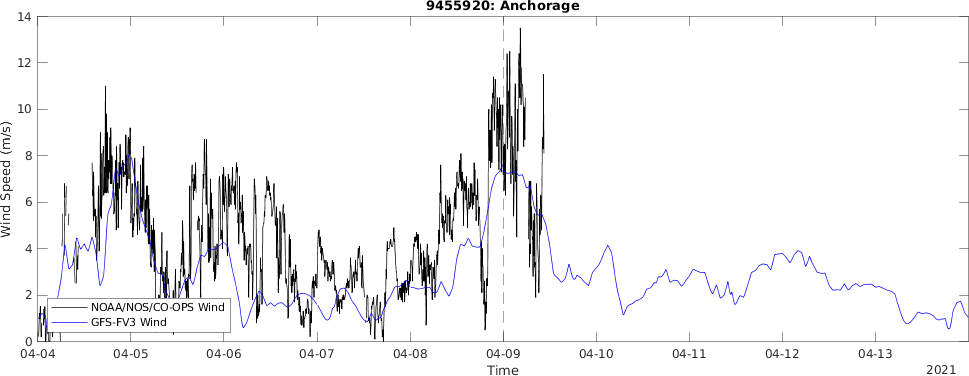 9455920: Anchorage
14
12
10
8
6
4
2
0
Wind Speed (m/s)
NOAA/NOS/CO-OPS Wind
GFS-FV3 Wind
04-04 04-05 04-06 04-07 04-08 04-09 04-10 04-11 04-12 04-13
Time
2021